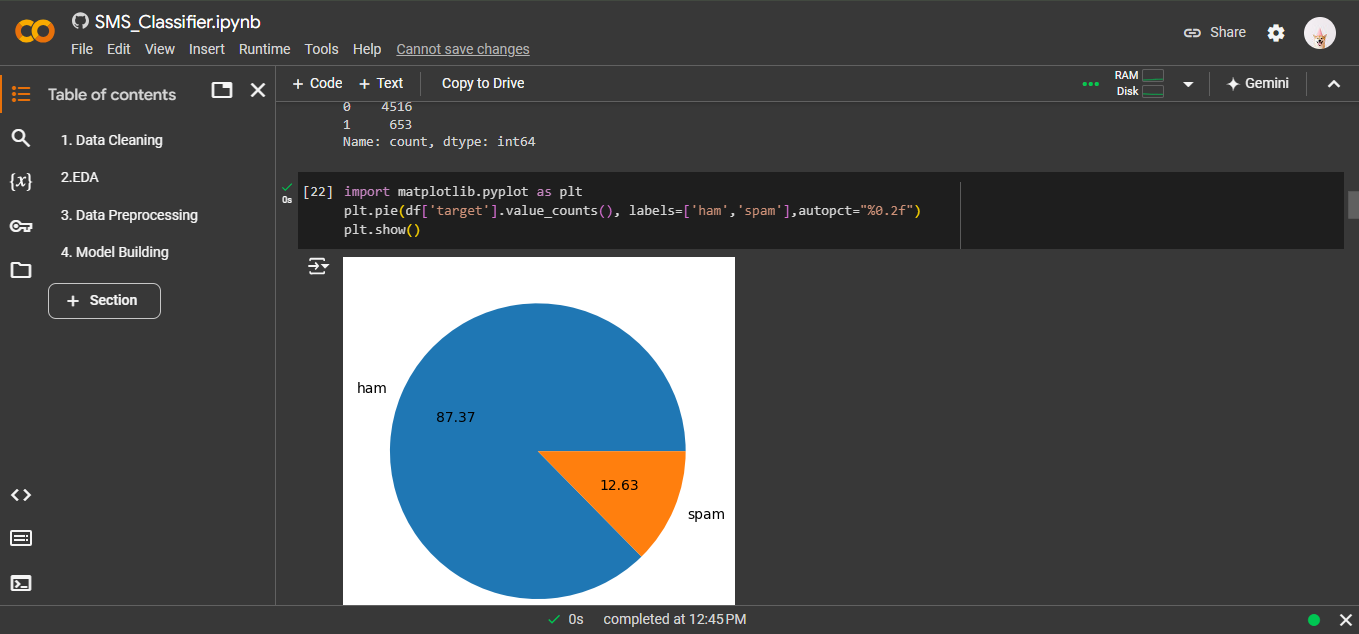 SMS_Classifier.ipynb
File Edit View Insert Runtime Tools Help Cannot save changes
Share
Table of contents
1. Data Cleaning
2.EDA
3. Data Preprocessing
4. Model Building
+ Section
{x}
+ Code + Text Copy to Drive
RAM
Disk
Gemini
0 4516
1 653
Name: count, dtype: int64
0s
[22] import matplotlib.pyplot as plt
plt.pie(df['target'].value_counts(), labels=['ham','spam'],autopct="%0.2f")
plt.show()
ham
87.37
12.63
spam
0s completed at 12:45 PM